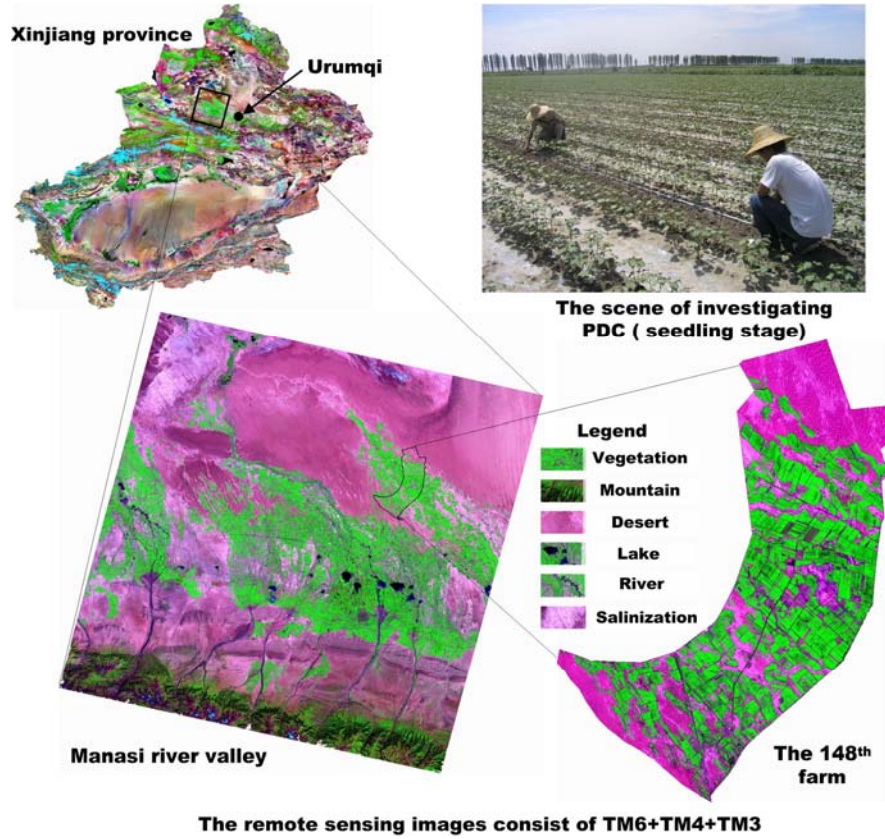 Xinjiang province
Urumqi
The scene of investigating
PDC ( seedling stage)
Legend
Vegetation
Mountain
Desert
Lake
River
Salinization
Manasi river valley
The 148th
farm
The remote sensing images consist of TM6+TM4+TM3